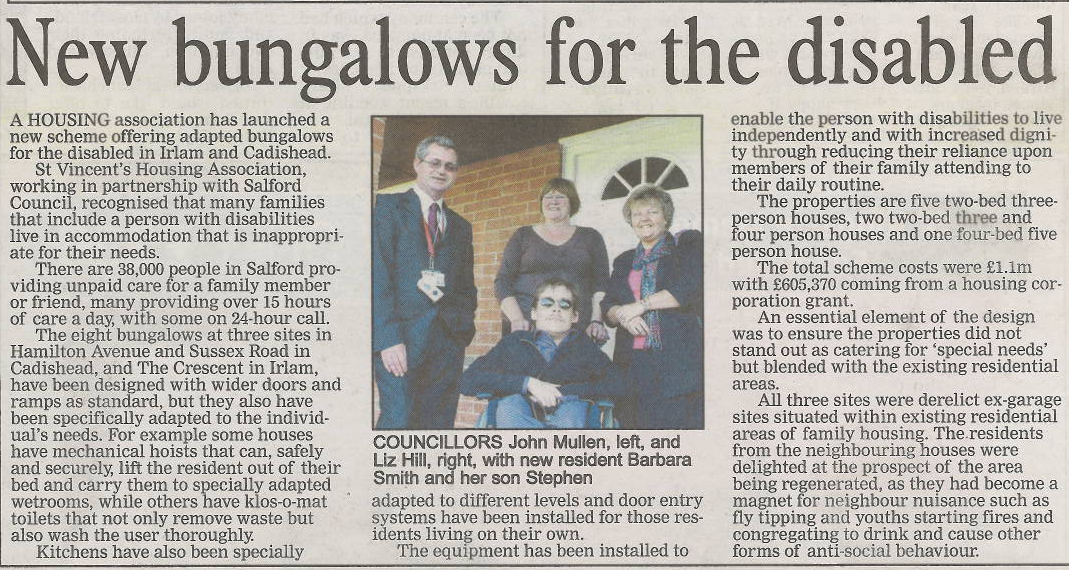 New bungalows for the disabled
A HOUSING association has launched a
new scheme offering adapted bungalows
for the disabled in Irlam and Cadishead.
St Vincent's Housing Association,
working in partnership with Salford
Council, recognised that many families
that include a person with disabilities
live in accommodation that is inappropri-
ate for their needs.
There are 38,000 people in Salford pro-
viding unpaid care for a family member
or friend, many providing over 15 hours
of care a day, with some on 24-hour call.
The eight bungalows at three sites in
Hamilton Avenue and Sussex Road in
Cadishead, and The Crescent in Irlam,
have been designed with wider doors and
ramps as standard, but they also have
been specifically adapted to the individ-
ual's needs. For example some houses
have mechanical hoists that can, safely
and securely, lift the resident out of their
bed and carry them to specially adapted
wetrooms, while others have klos-o-mat
toilets that not only remove waste but
also wash the user thoroughly.
Kitchens have also been specially
COUNCILLORS John Mullen, left, and
Liz Hill, right, with new resident Barbara
Smith and her son Stephen
adapted to different levels and door entry
systems have been installed for those res-
idents living on their own.
The equipment has been installed to
enable the person with disabilities to live
independently and with increased digni-
ty through reducing their reliance upon
members of their family attending to
their daily routine.
The properties are five two-bed three-
person houses, two two-bed three and
four person houses and one four-bed five
person house.
The total scheme costs were £1.1m
with £605,370 coming from a housing cor-
poration grant.
An essential element of the design
was to ensure the properties did not
stand out as catering for 'special needs'
but blended with the existing residential
areas.
All three sites were derelict ex-garage
sites situated within existing residential
areas of family housing. The residents
from the neighbouring houses were
delighted at the prospect of the area
being regenerated, as they had become a
magnet for neighbour nuisance such as
fly tipping and youths starting fires and
congregating to drink and cause other
forms of anti-social behaviour.